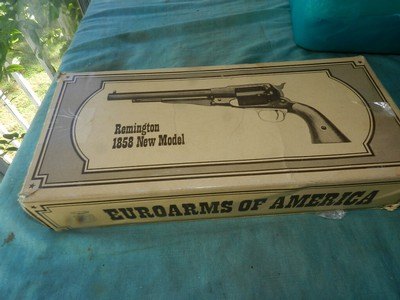 Remington
1858 New Model
EUROARMS OF AMERICA